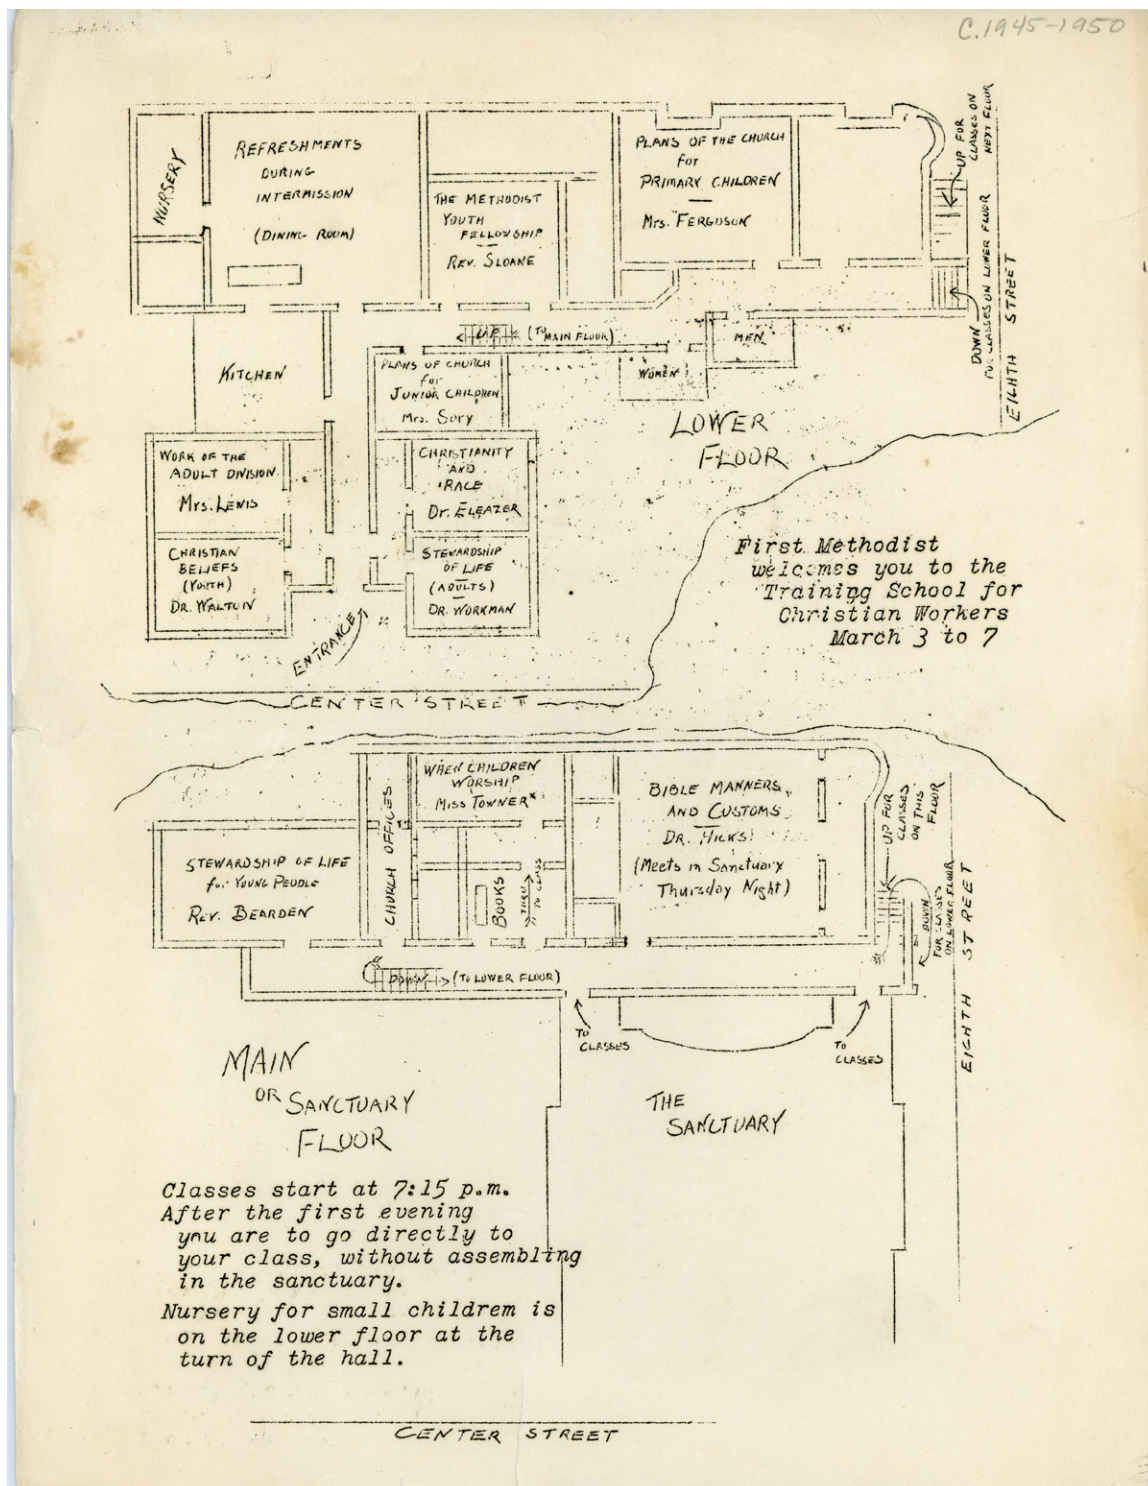 C.1945-1950
NURSERY
REFRESHMENTS
DURING
INTERMISSION
(DINING ROOM)
THE METHODIST
YOUTH
FELLOWSHIP
REV. SLOANE
PLANS OF THE CHURCH
for
PRIMARY CHILDREN
Mrs. FERGUSON
UP FOR
CLASSES ON
NEXT FLOOR
DOWN
FOR CLASSES ON LOWER FLOOR
EIGHTH STREET
UP (TO MAIN FLOOR)
MEN
WOMEN
KITCHEN
PLANS OF CHURCH
for
JUNIOR CHILDREN
Mrs. Sory
LOWER
FLOOR
WORK OF THE
ADULT DIVISION
Mrs. LEWIS
CHRISTIANITY
AND
RACE
Dr. ELEAZER
CHRISTIAN
BELIEFS
(YOUTH)
DR. WALTON
STEWARDSHIP
OF LIFE
(ADULTS)
DR. WORKMAN
ENTRANCE
First Methodist
welcomes you to the
Training School for
Christian Workers
March 3 to 7
CENTER STREET
CHURCH OFFICES
WHEN CHILDREN
WORSHIP
MISS TOWNER
BIBLE MANNERS
AND CUSTOMS
DR. HICKS
(Meets in Sanctuary
Thursday Night)
UP FOR
CLASSES
ON THIS
FLOOR
STEWARDSHIP OF LIFE
for YOUNG PEOPLE
REV. BEARDEN
BOOKS
THRU
TO CLASS
DOWN
FOR CLASSES
ON LOWER FLOOR
EIGHTH STREET
DOWN (TO LOWER FLOOR)
TO
CLASSES
TO
CLASSES
MAIN
OR SANCTUARY
FLOOR
THE
SANCTUARY
Classes start at 7:15 p.m.
After the first evening
you are to go directly to
your class, without assembling
in the sanctuary.
Nursery for small childrem is
on the lower floor at the
turn of the hall.
CENTER STREET